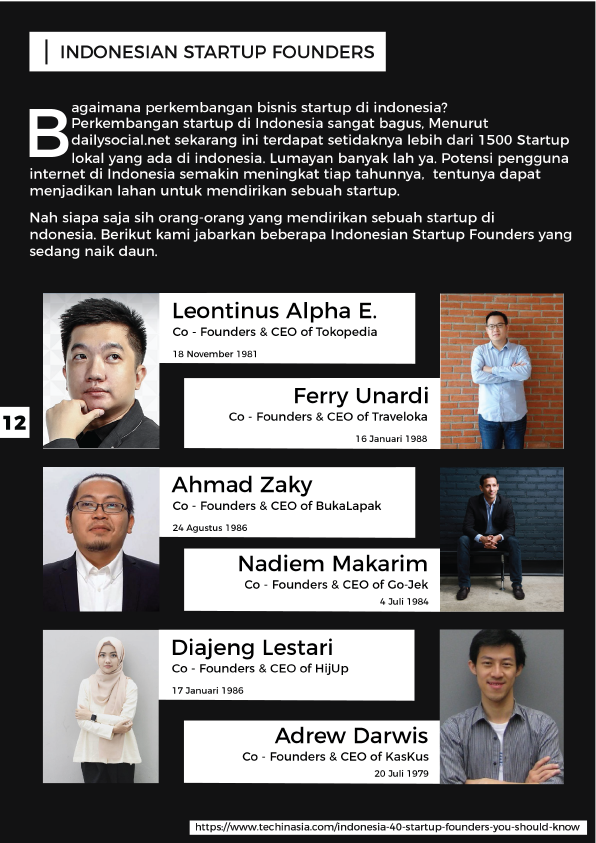 INDONESIAN STARTUP FOUNDERS
Bagaimana perkembangan bisnis startup di indonesia?
Perkembangan startup di Indonesia sangat bagus, Menurut
dailysocial.net sekarang ini terdapat setidaknya lebih dari 1500 Startup
lokal yang ada di indonesia. Lumayan banyak lah ya. Potensi pengguna
internet di Indonesia semakin meningkat tiap tahunnya, tentunya dapat
menjadikan lahan untuk mendirikan sebuah startup.
Nah siapa saja sih orang-orang yang mendirikan sebuah startup di
ndonesia. Berikut kami jabarkan beberapa Indonesian Startup Founders yang
sedang naik daun.
Leontinus Alpha E.
Co - Founders & CEO of Tokopedia
18 November 1981
Ferry Unardi
Co - Founders & CEO of Traveloka
16 Januari 1988
12
Ahmad Zaky
Co - Founders & CEO of BukaLapak
24 Agustus 1986
Nadiem Makarim
Co - Founders & CEO of Go-Jek
4 Juli 1984
Diajeng Lestari
Co - Founders & CEO of HijUp
17 Januari 1986
Adrew Darwis
Co - Founders & CEO of KasKus
20 Juli 1979
https://www.techinasia.com/indonesia-40-startup-founders-you-should-know